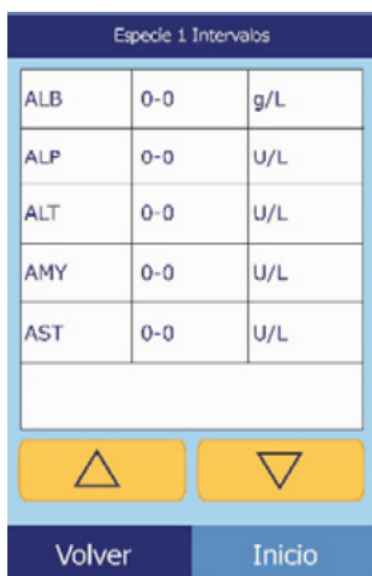 Especie 1 Intervalos
ALB 0-0 g/L
ALP 0-0 U/L
ALT 0-0 U/L
AMY 0-0 U/L
AST 0-0 U/L
Volver Inicio